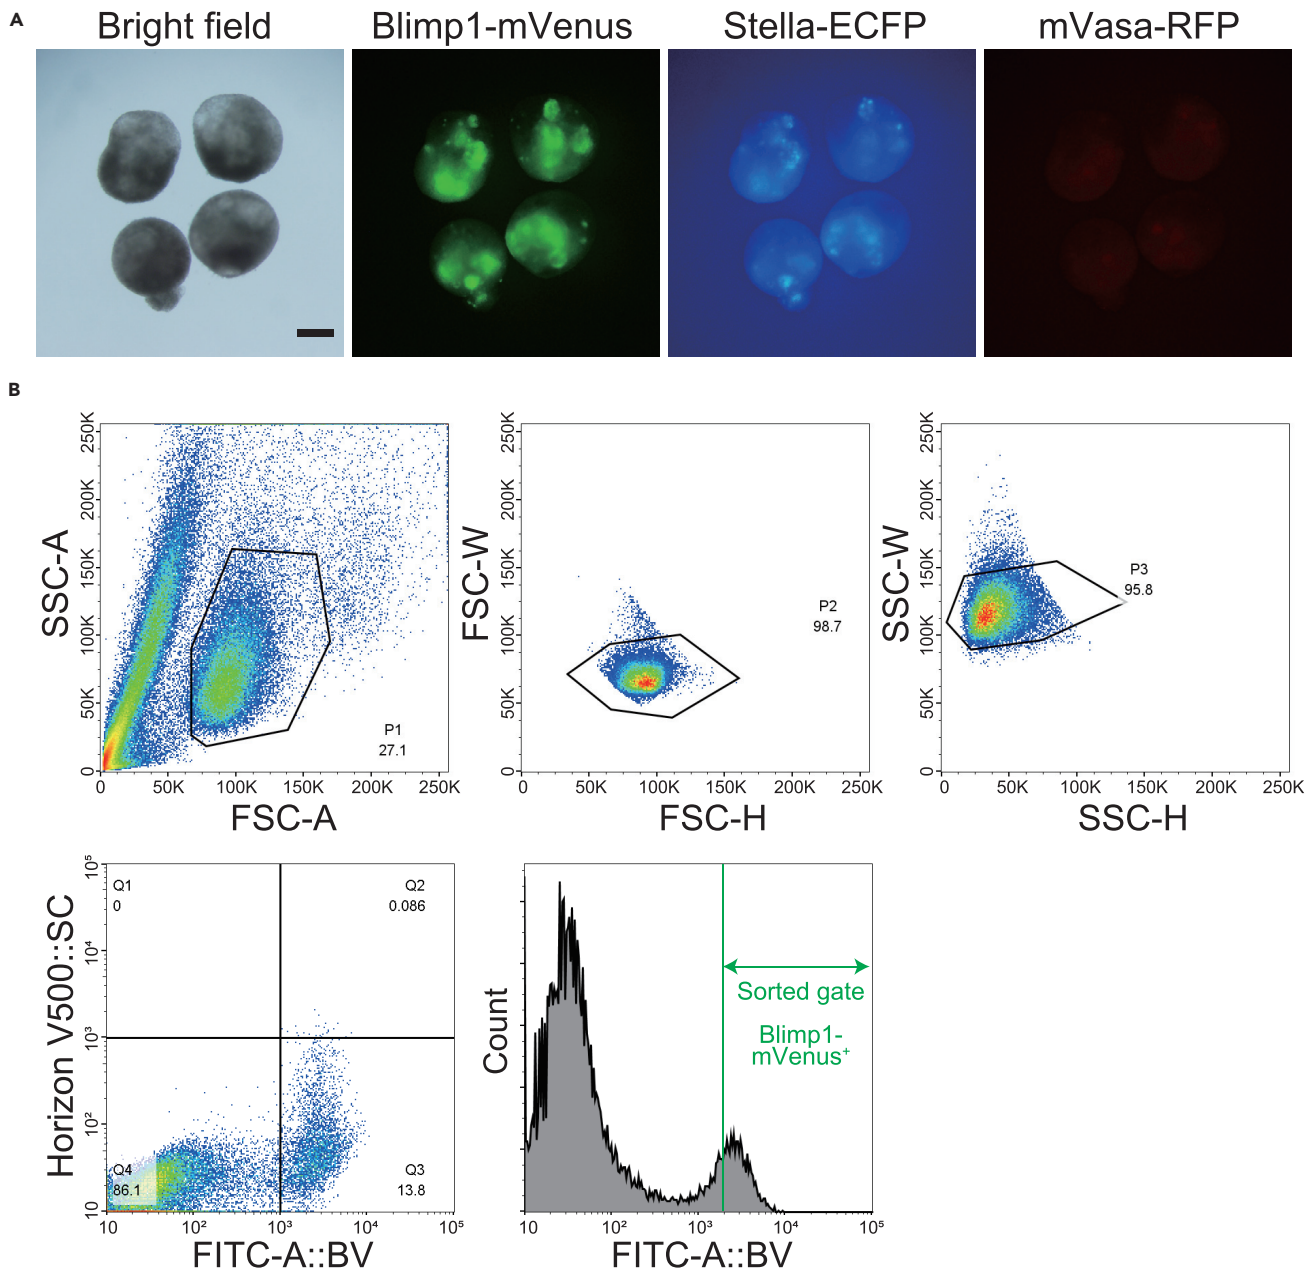 A
Bright field
Blimp1-mVenus
Stella-ECFP
mVasa-RFP
B
SSC-A
250K
200K
150K
100K
50K
0
P1
27.1
0
50K
100K
150K
200K
250K
FSC-A
FSC-W
250K
200K
150K
100K
50K
0
P2
98.7
0
50K
100K
150K
200K
250K
FSC-H
SSC-W
250K
200K
150K
100K
50K
0
P3
95.8
0
50K
100K
150K
200K
250K
SSC-H
Horizon V500::SC
10⁵
10⁴
10³
10²
10
Q1
0
Q2
0.086
Q4
86.1
Q3
13.8
10
10²
10³
10⁴
10⁵
FITC-A::BV
Count
Sorted gate
Blimp1-
mVenus⁺
10
10²
10³
10⁴
10⁵
FITC-A::BV